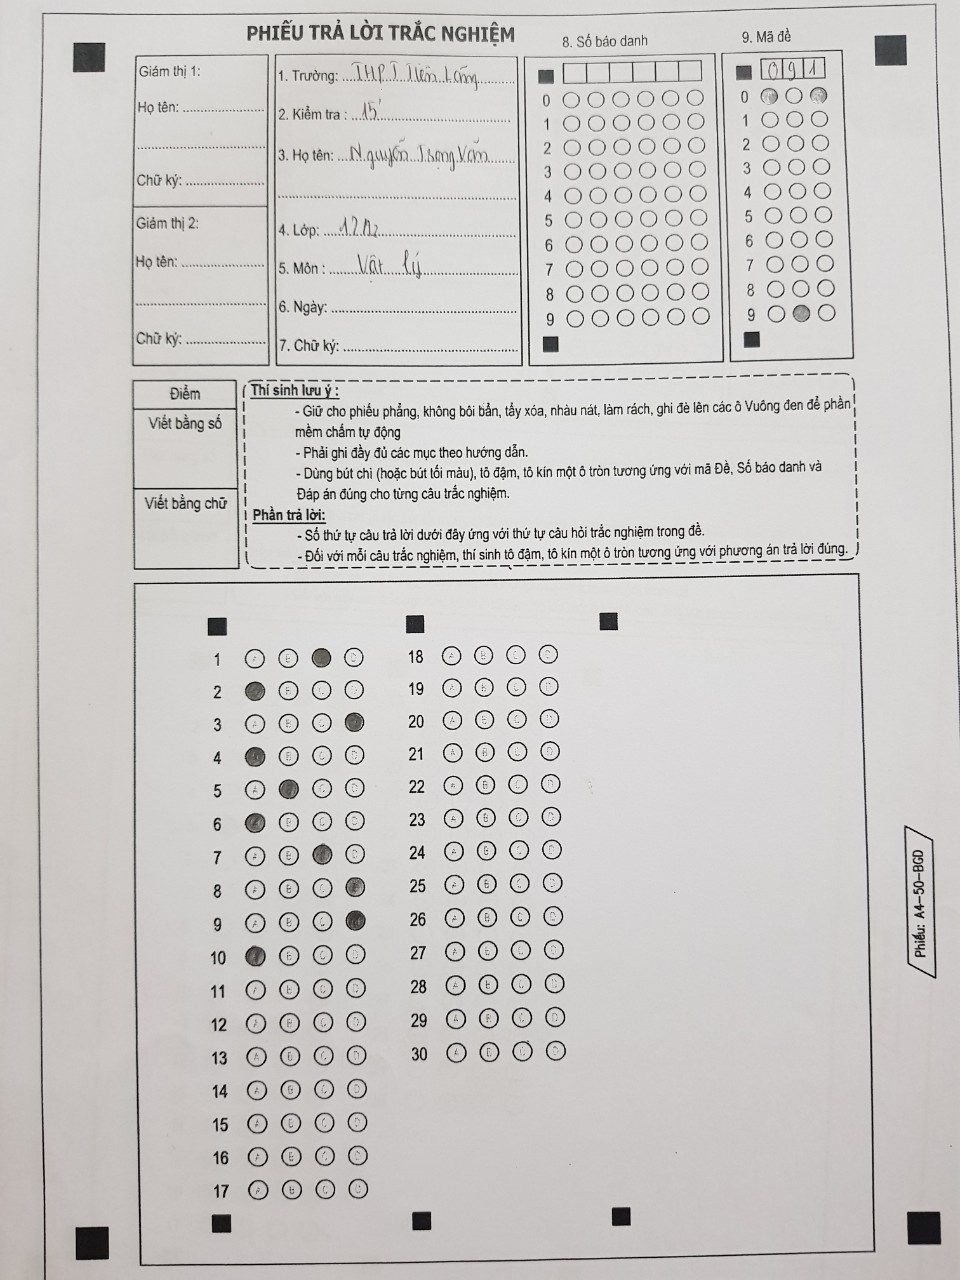 PHIẾU TRẢ LỜI TRẮC NGHIỆM
Giám thị 1:
Họ tên: ....................
..............................
Chữ ký: ...................
Giám thị 2:
Họ tên: ....................
..............................
Chữ ký: ...................
1. Trường: THPT Tiên Lãng
2. Kiểm tra : 15'
3. Họ tên: Nguyễn Trọng Văn
4. Lớp: 12A2
5. Môn : Vật lý
6. Ngày:
7. Chữ ký:
8. Số báo danh
0
1
2
3
4
5
6
7
8
9
9. Mã đề
091
0
1
2
3
4
5
6
7
8
9
Điểm
Viết bằng số
Viết bằng chữ
Thí sinh lưu ý :
- Giữ cho phiếu phẳng, không bôi bẩn, tẩy xóa, nhàu nát, làm rách, ghi đè lên các ô Vuông đen để phần
mềm chấm tự động
- Phải ghi đầy đủ các mục theo hướng dẫn.
- Dùng bút chì (hoặc bút tối màu), tô đậm, tô kín một ô tròn tương ứng với mã Đề, Số báo danh và
Đáp án đúng cho từng câu trắc nghiệm.
Phần trả lời:
- Số thứ tự câu trả lời dưới đây ứng với thứ tự câu hỏi trắc nghiệm trong đề.
- Đối với mỗi câu trắc nghiệm, thí sinh tô đậm, tô kín một ô tròn tương ứng với phương án trả lời đúng.
1 A B D
2 B C D
3 A B C
4 B C D
5 A C D
6 B C D
7 A B D
8 A B C
9 A B C
10 B C D
11 A B C D
12 A B C D
13 A B C D
14 A B C D
15 A B C D
16 A B C D
17 A B C D
18 A B C D
19 A B C D
20 A B C D
21 A B C D
22 A B C D
23 A B C D
24 A B C D
25 A B C D
26 A B C D
27 A B C D
28 A B C D
29 A B C D
30 A B C D
Phiếu: A4-50-BGD